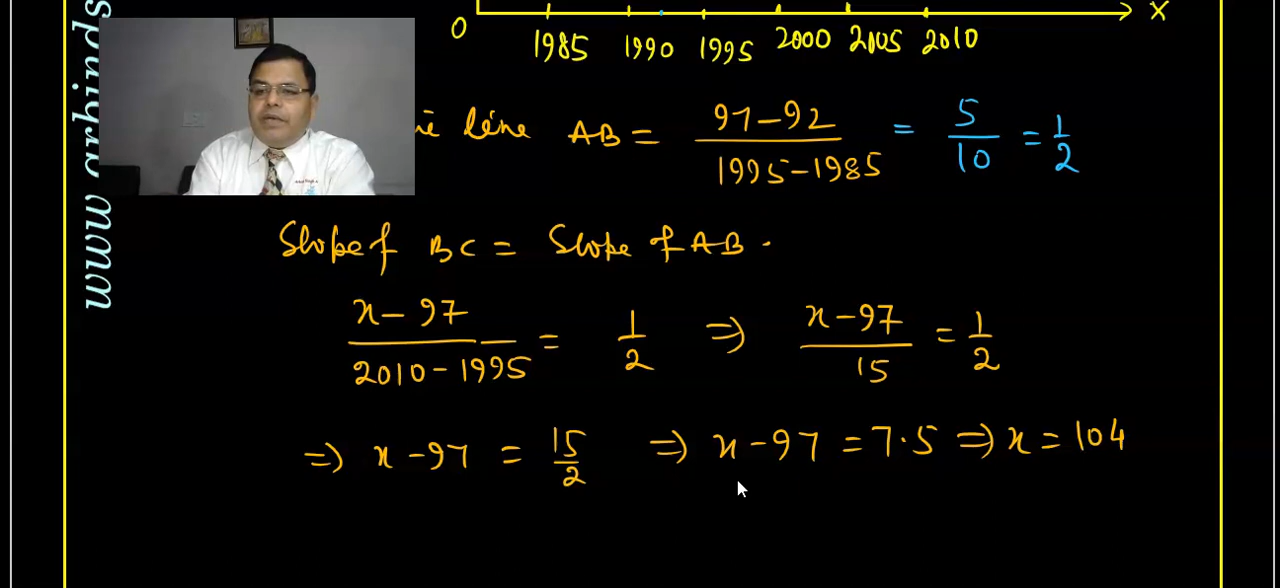 0 1985 1990 1995 2000 2005 2010 X
line AB = 97-92 / 1995-1985 = 5/10 = 1/2
Slope of BC = Slope of AB.
x-97 / 2010-1995 = 1/2 ⇒ x-97 / 15 = 1/2
⇒ x-97 = 15/2 ⇒ x-97 = 7.5 ⇒ x = 104
www.arbinds